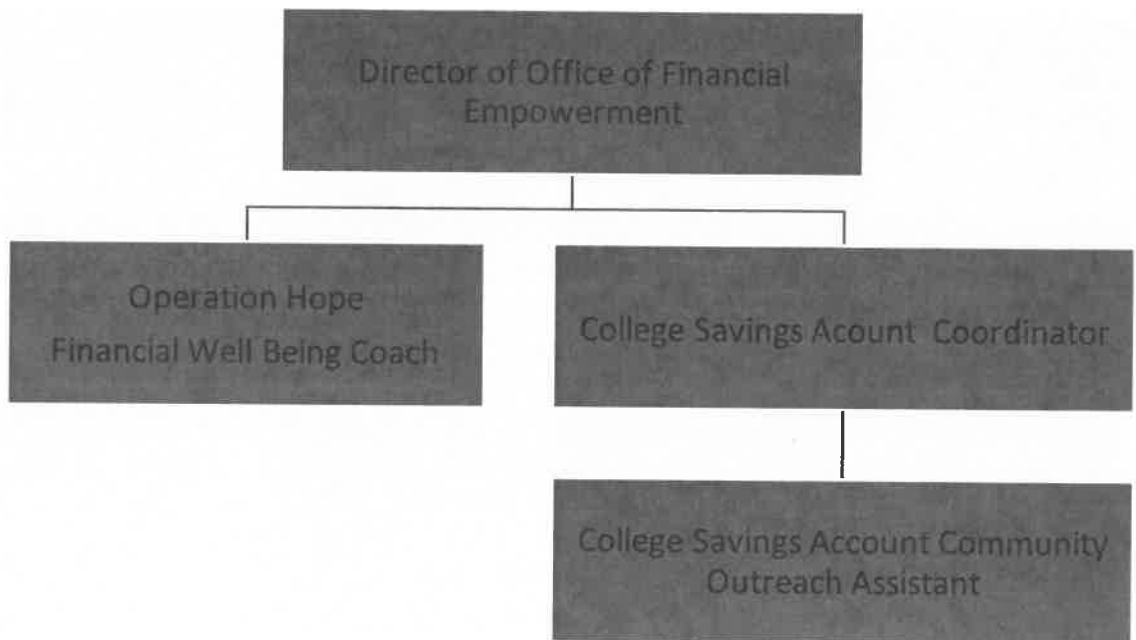 Director of Office of Financial
Empowerment
Operation Hope
Financial Well Being Coach
College Savings Acount Coordinator
College Savings Account Community
Outreach Assistant